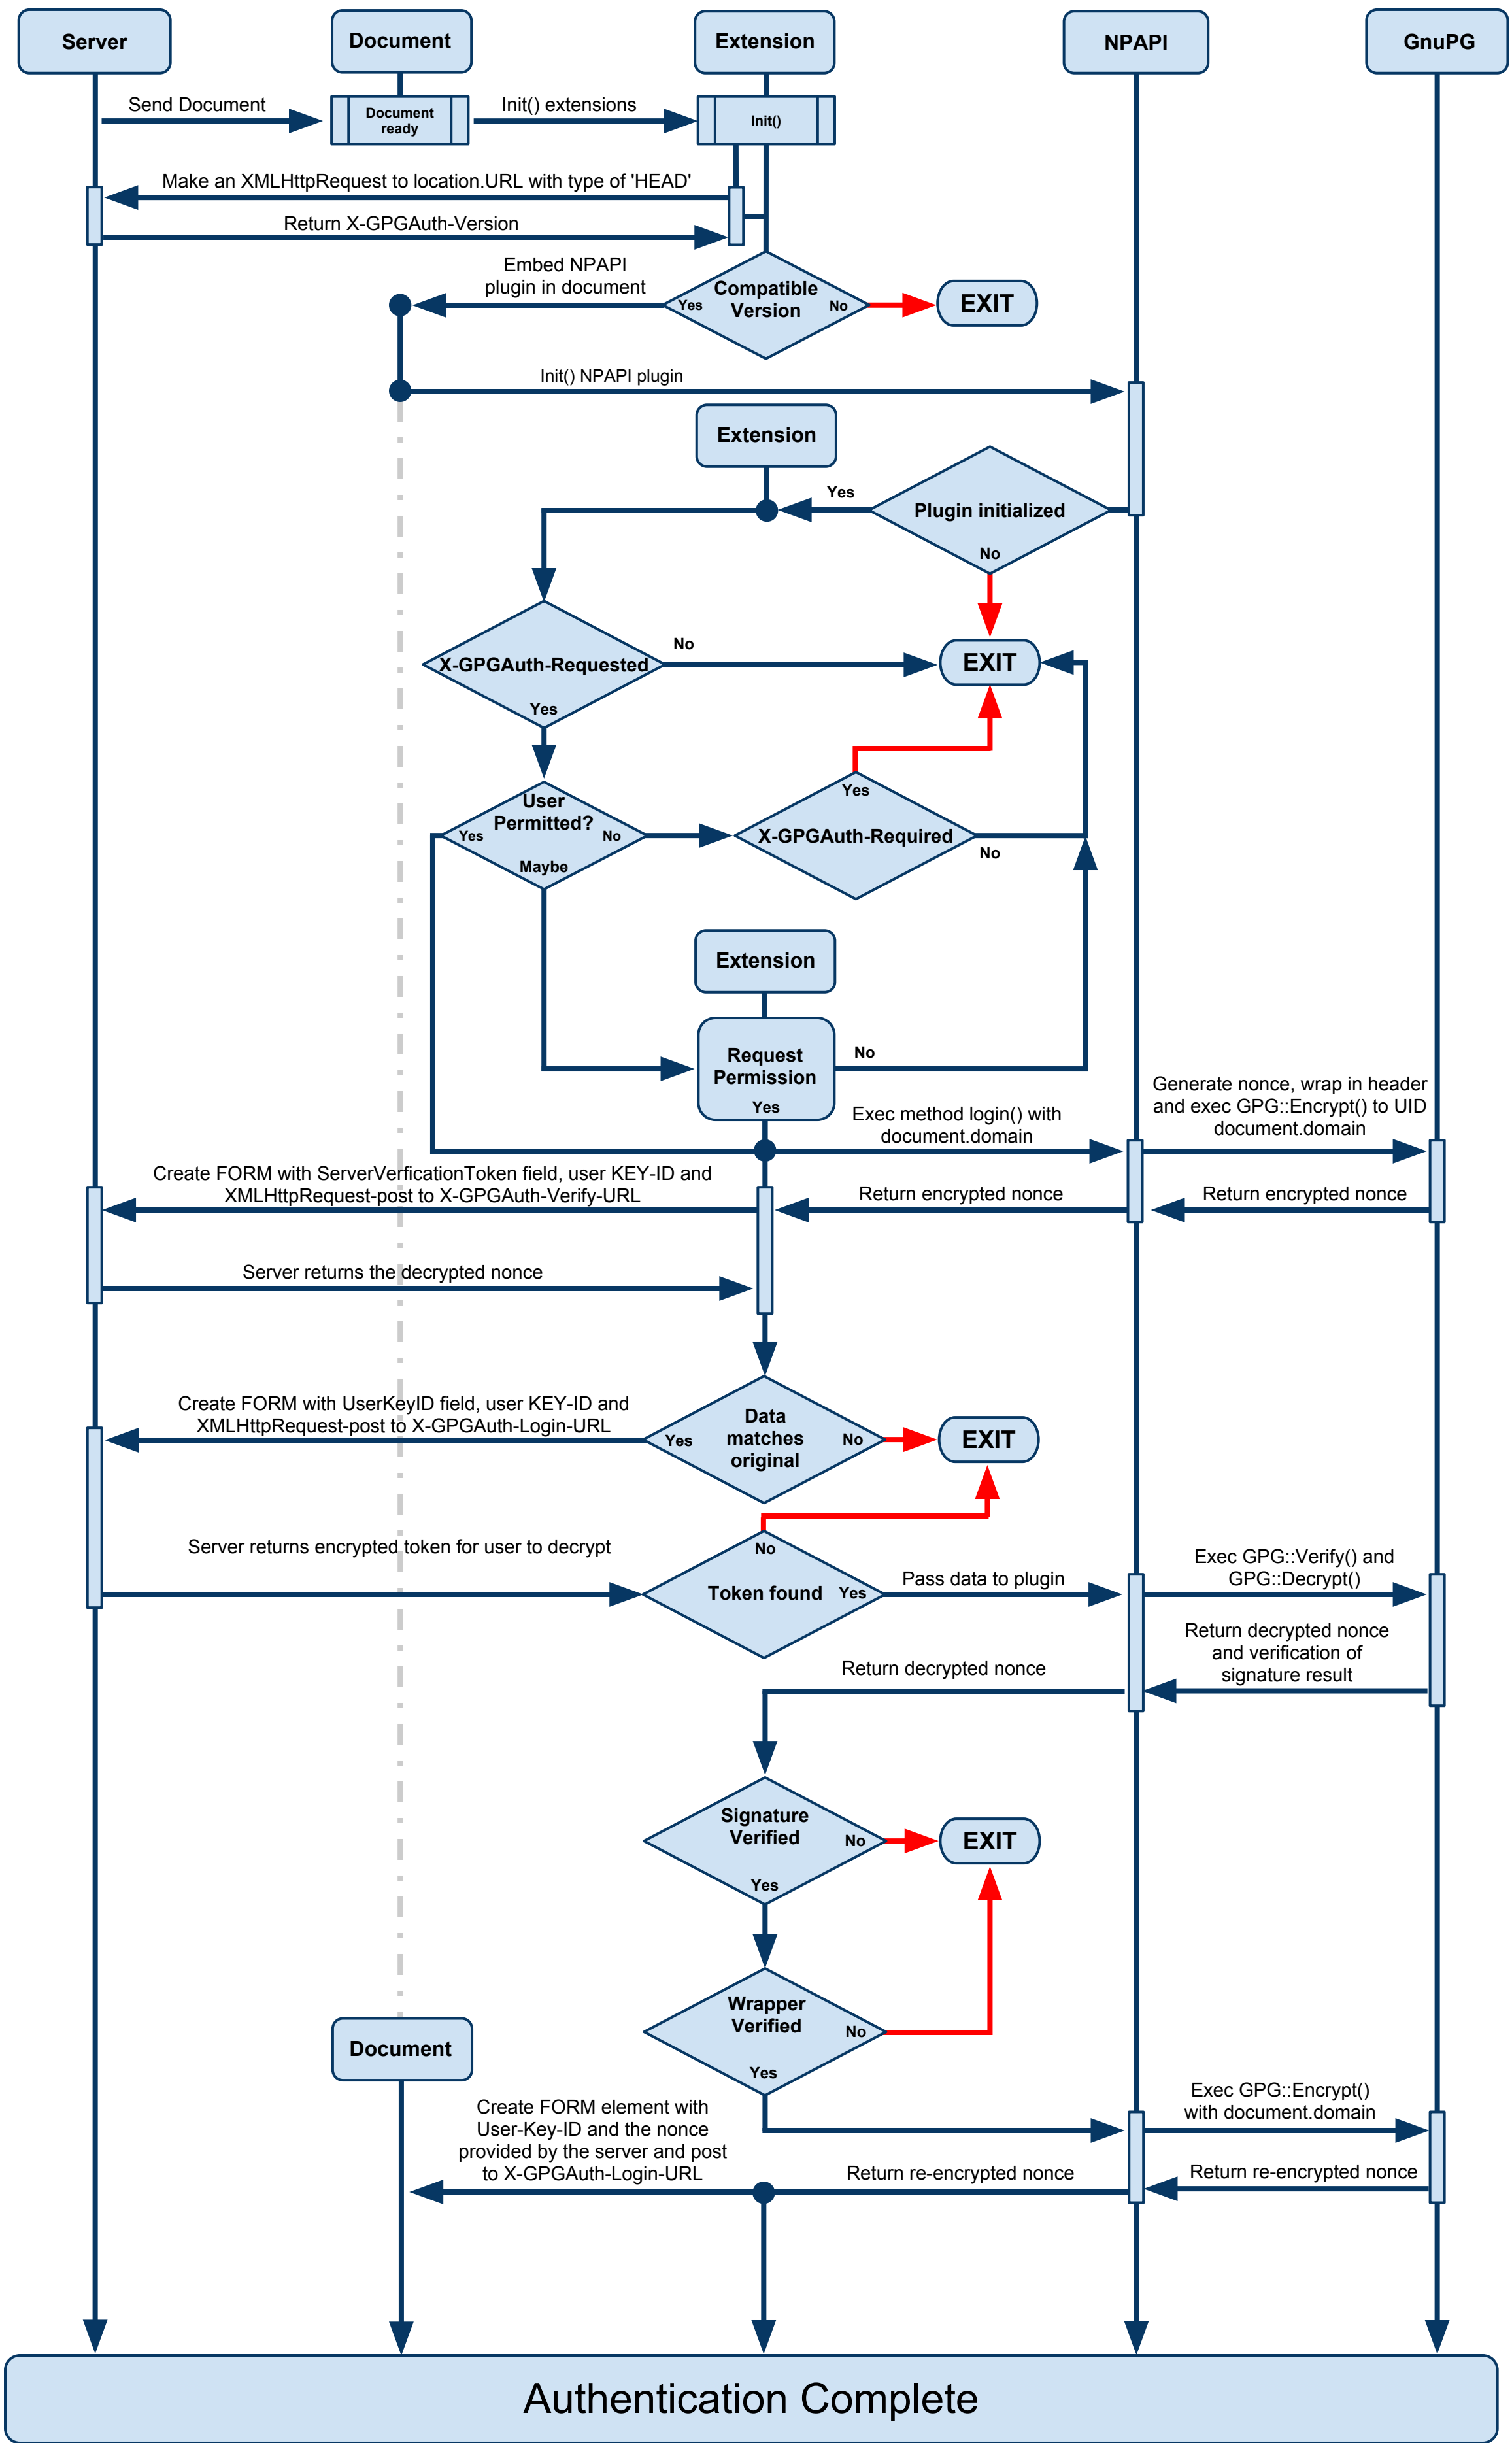 Server
Document
Extension
NPAPI
GnuPG
Send Document
Document
ready
Init() extensions
Init()
Make an XMLHttpRequest to location.URL with type of 'HEAD'
Return X-GPGAuth-Version
Embed NPAPI
plugin in document
Yes
Compatible
Version
No
EXIT
Init() NPAPI plugin
Extension
Yes
Plugin initialized
No
X-GPGAuth-Requested
No
EXIT
Yes
User
Permitted?
Yes
No
Maybe
Yes
X-GPGAuth-Required
No
Extension
Request
Permission
No
Yes
Exec method login() with
document.domain
Generate nonce, wrap in header
and exec GPG::Encrypt() to UID
document.domain
Create FORM with ServerVerficationToken field, user KEY-ID and
XMLHttpRequest-post to X-GPGAuth-Verify-URL
Return encrypted nonce
Return encrypted nonce
Server returns the decrypted nonce
Create FORM with UserKeyID field, user KEY-ID and
XMLHttpRequest-post to X-GPGAuth-Login-URL
Yes
Data
matches
original
No
EXIT
Server returns encrypted token for user to decrypt
No
Token found
Yes
Pass data to plugin
Exec GPG::Verify() and
GPG::Decrypt()
Return decrypted nonce
Return decrypted nonce
and verification of
signature result
Signature
Verified
No
EXIT
Yes
Wrapper
Verified
No
Yes
Document
Create FORM element with
User-Key-ID and the nonce
provided by the server and post
to X-GPGAuth-Login-URL
Exec GPG::Encrypt()
with document.domain
Return re-encrypted nonce
Return re-encrypted nonce
Authentication Complete